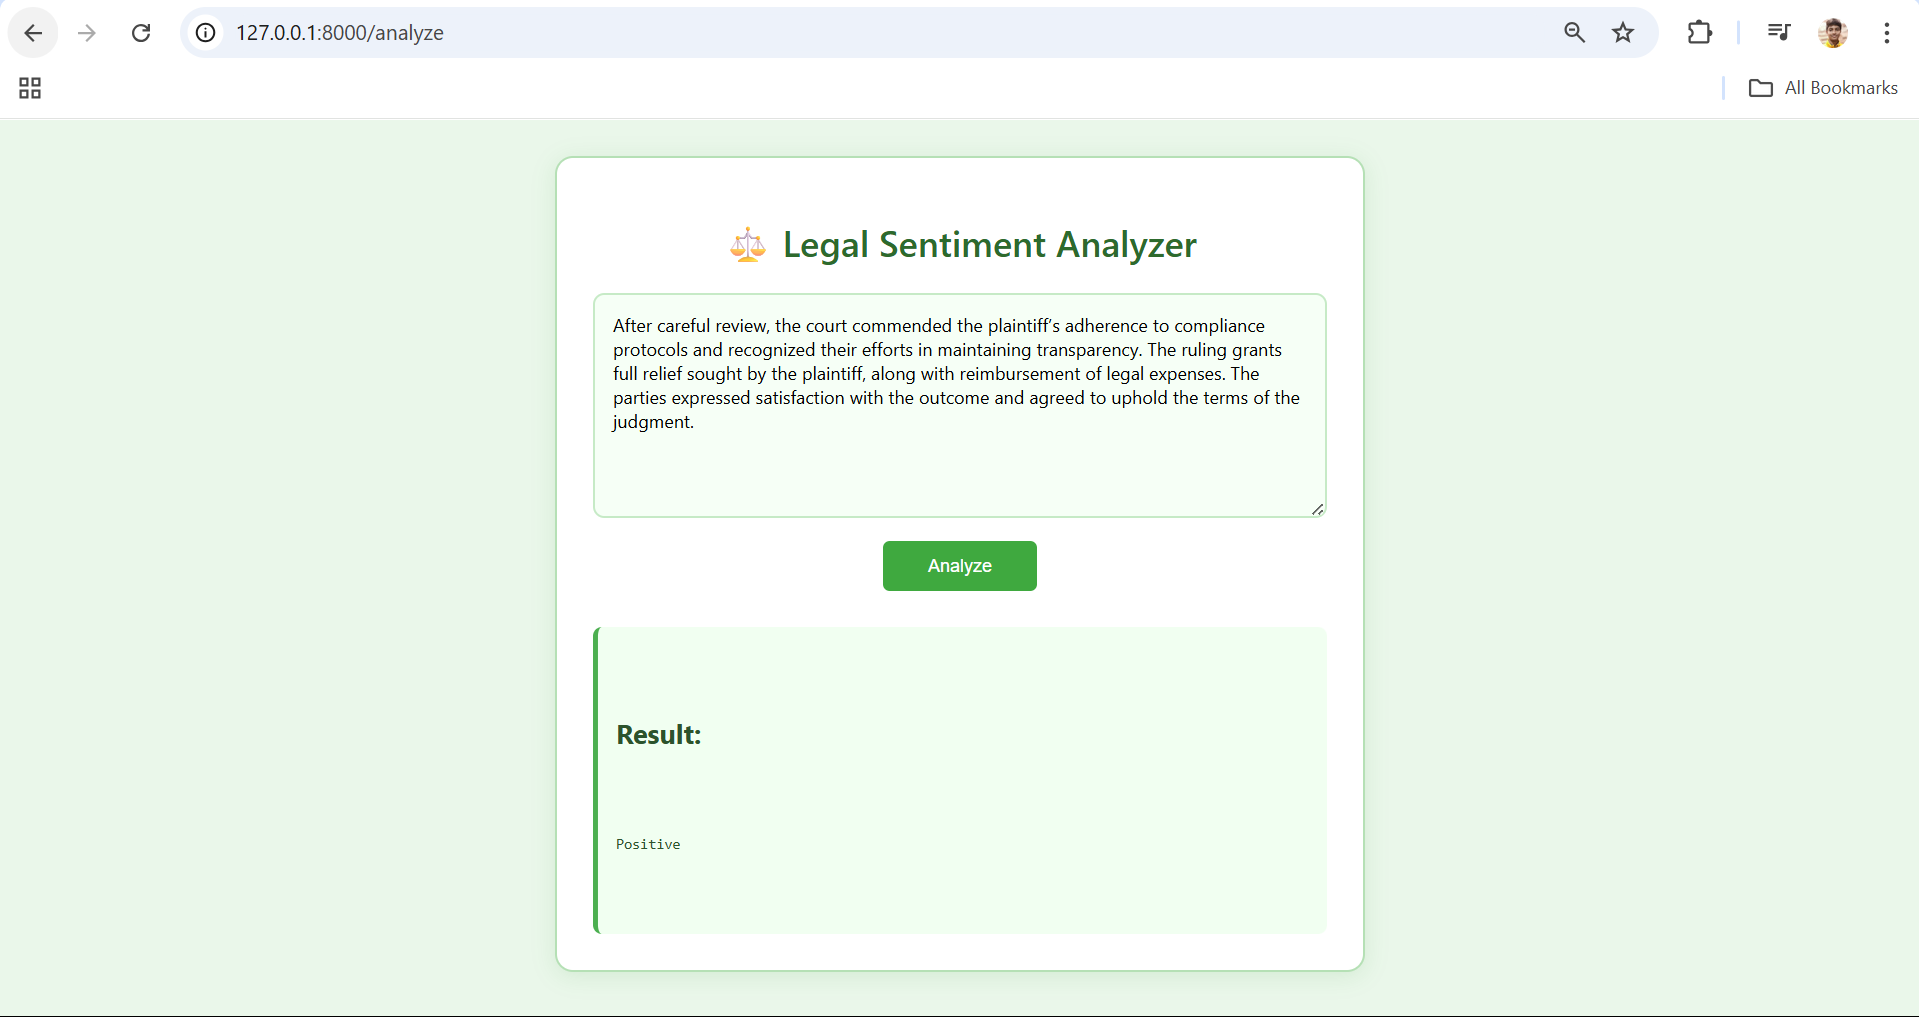 127.0.0.1:8000/analyze
All Bookmarks
Legal Sentiment Analyzer
After careful review, the court commended the plaintiff’s adherence to compliance
protocols and recognized their efforts in maintaining transparency. The ruling grants
full relief sought by the plaintiff, along with reimbursement of legal expenses. The
parties expressed satisfaction with the outcome and agreed to uphold the terms of the
judgment.
Analyze
Result:
Positive